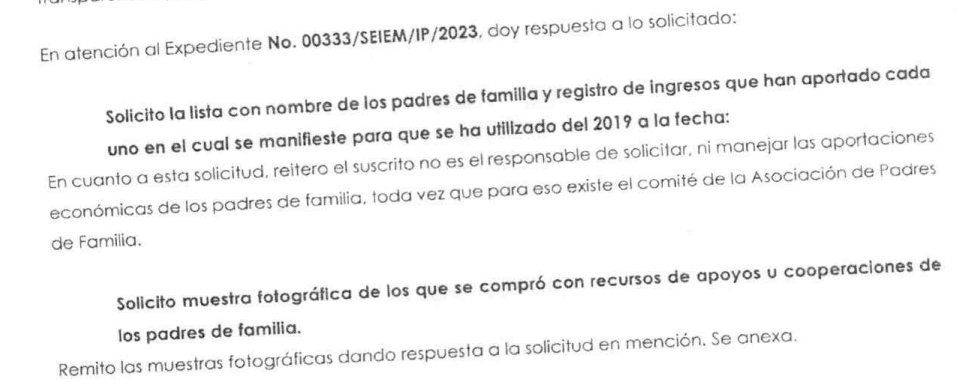 En atención al Expediente No. 00333/SEIEM/IP/2023, doy respuesta a lo solicitado:
Solicito la lista con nombre de los padres de familia y registro de ingresos que han aportado cada
uno en el cual se manifieste para que se ha utilizado del 2019 a la fecha:
En cuanto a esta solicitud, reitero el suscrito no es el responsable de solicitar, ni manejar las aportaciones
económicas de los padres de familia, toda vez que para eso existe el comité de la Asociación de Padres
de Familia.
Solicito muestra fotográfica de los que se compró con recursos de apoyos u cooperaciones de
los padres de familia.
Remito las muestras fotográficas dando respuesta a la solicitud en mención. Se anexa.